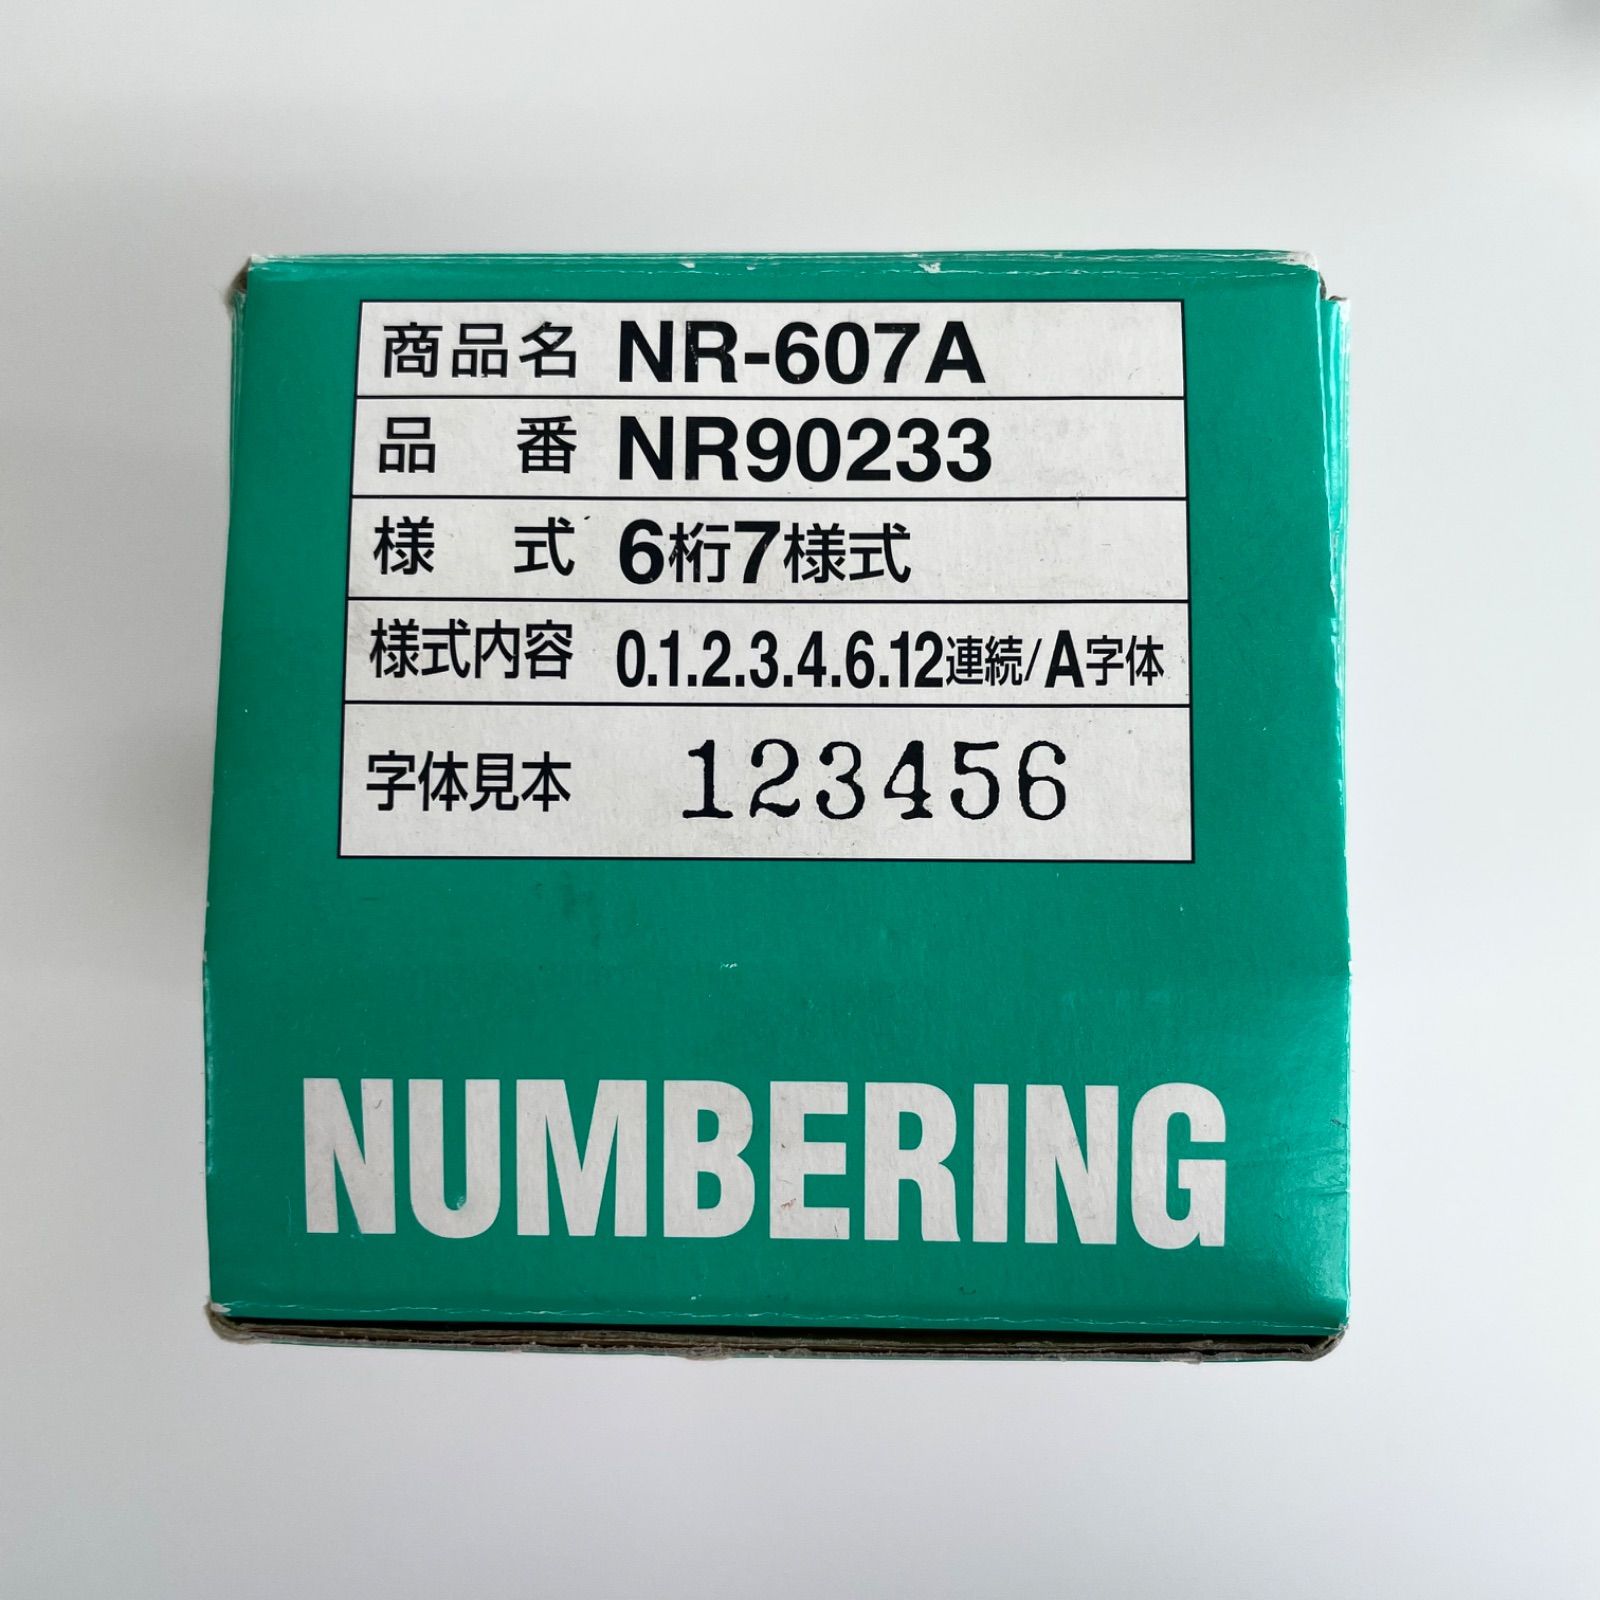 商品名 NR-607A
品番 NR90233
様式 6桁7様式
様式内容 0.1.2.3.4.6.12連続/A字体
字体見本 123456
NUMBERING